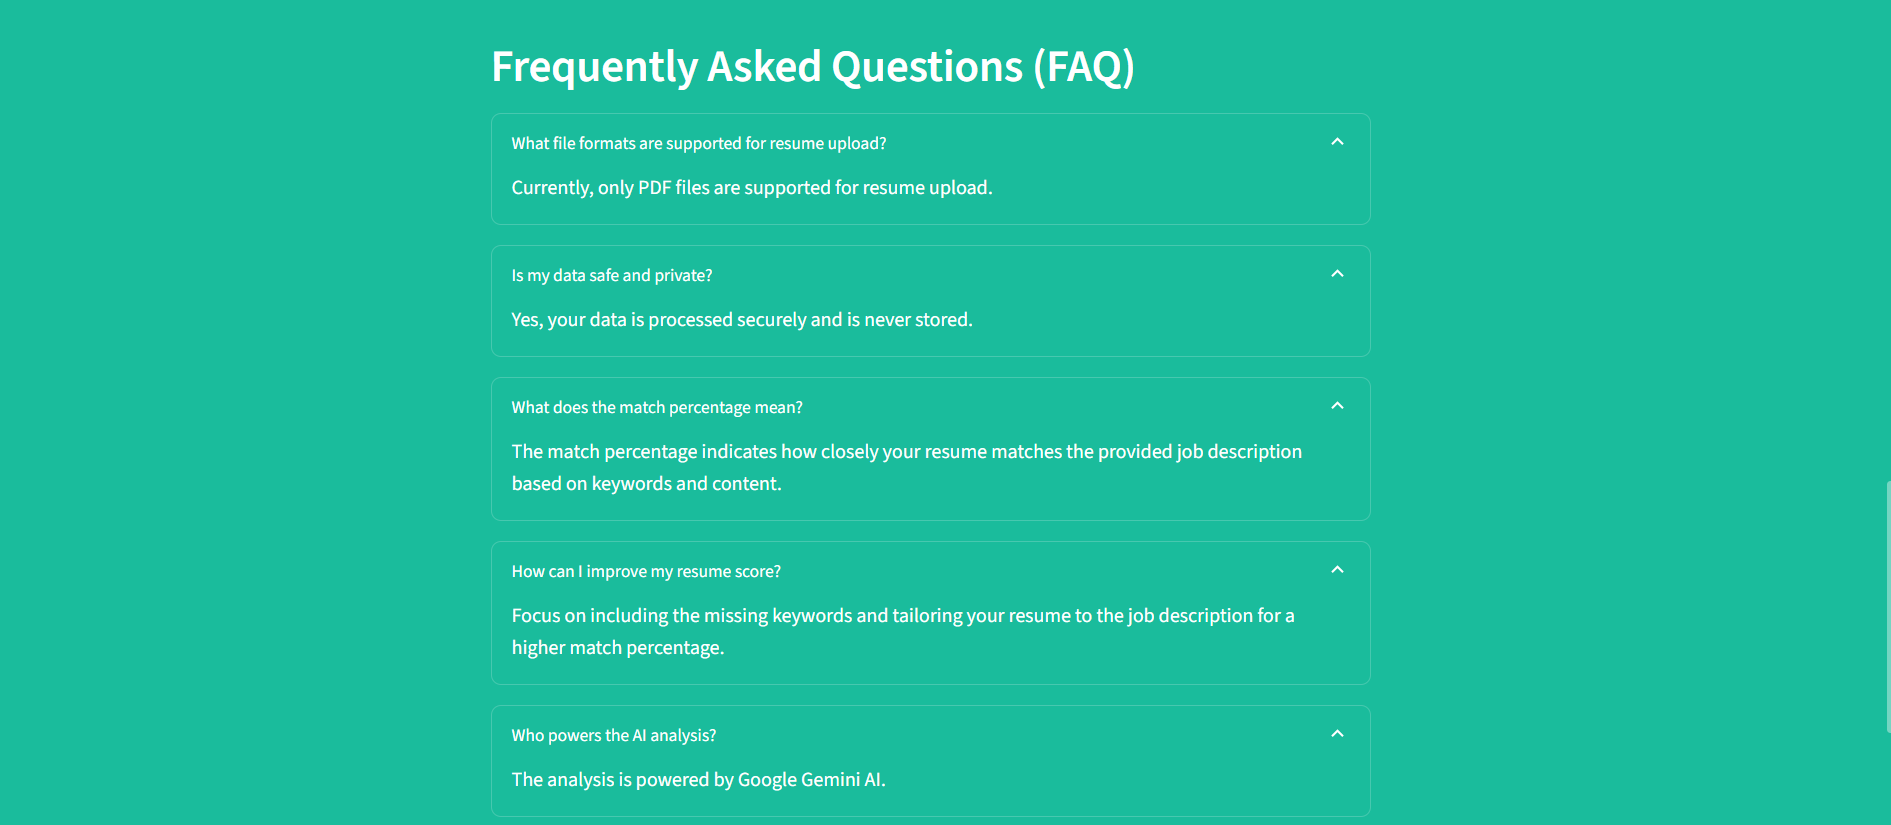 Frequently Asked Questions (FAQ)
What file formats are supported for resume upload?
Currently, only PDF files are supported for resume upload.
Is my data safe and private?
Yes, your data is processed securely and is never stored.
What does the match percentage mean?
The match percentage indicates how closely your resume matches the provided job description
based on keywords and content.
How can I improve my resume score?
Focus on including the missing keywords and tailoring your resume to the job description for a
higher match percentage.
Who powers the AI analysis?
The analysis is powered by Google Gemini AI.